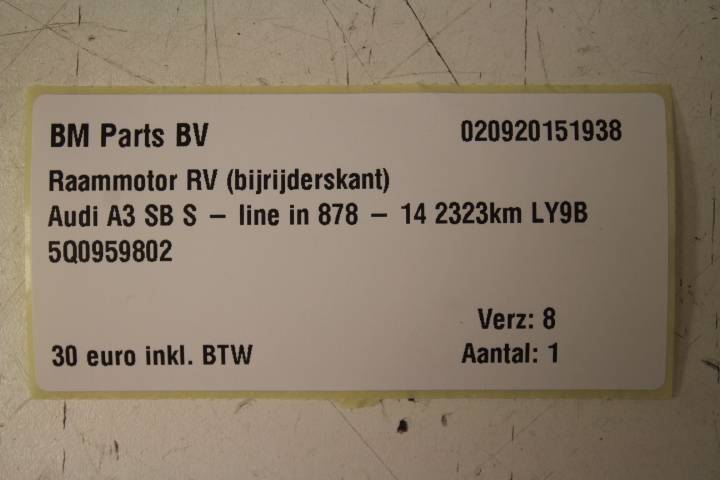 BM Parts BV 020920151938
Raammotor RV (bijrijderskant)
Audi A3 SB S – line in 878 – 14 2323km LY9B
5Q0959802
Verz: 8
30 euro inkl. BTW Aantal: 1